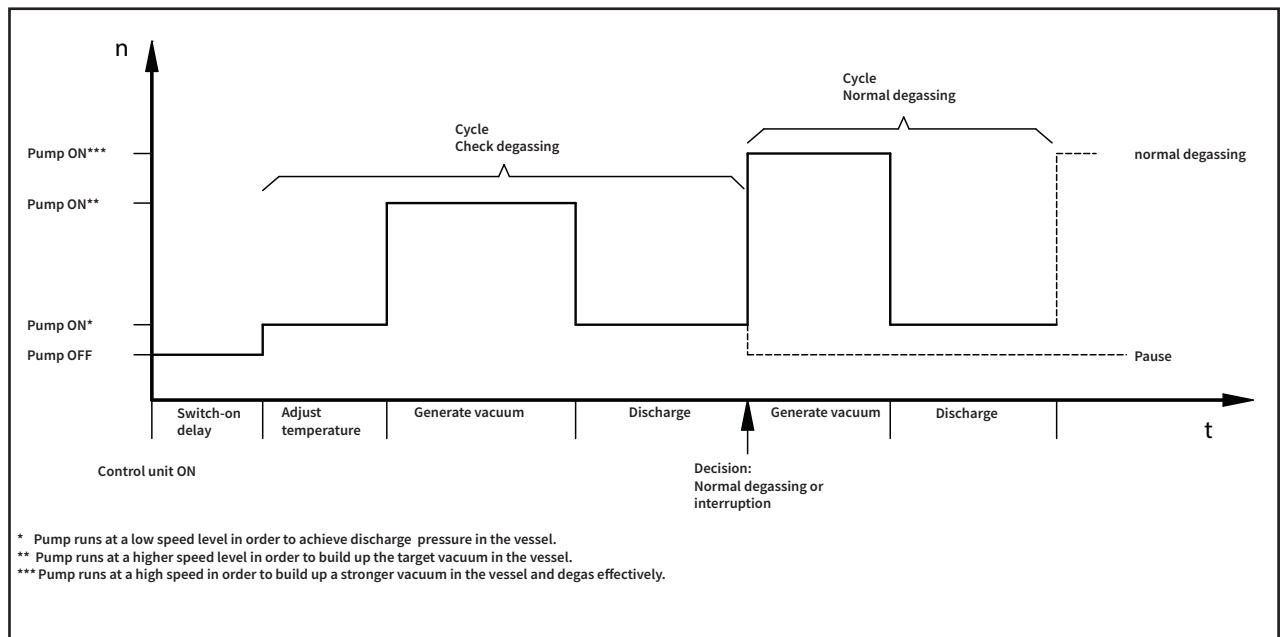 n
Cycle
Normal degassing
Cycle
Check degassing
Pump ON***
normal degassing
Pump ON**
Pump ON*
Pump OFF
Pause
Switch-on
delay
Adjust
temperature
Generate vacuum
Discharge
Generate vacuum
Discharge
t
Control unit ON
Decision:
Normal degassing or
interruption
* Pump runs at a low speed level in order to achieve discharge pressure in the vessel.
** Pump runs at a higher speed level in order to build up the target vacuum in the vessel.
*** Pump runs at a high speed in order to build up a stronger vacuum in the vessel and degas effectively.